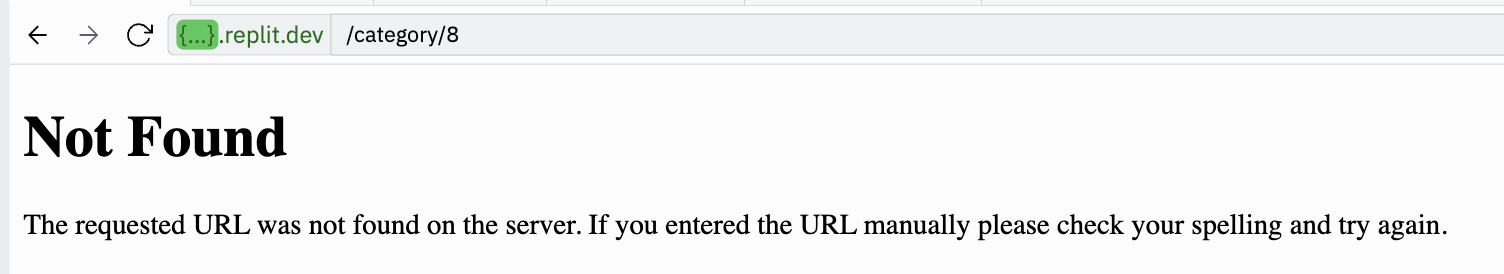 {...}.replit.dev /category/8
Not Found
The requested URL was not found on the server. If you entered the URL manually please check your spelling and try again.